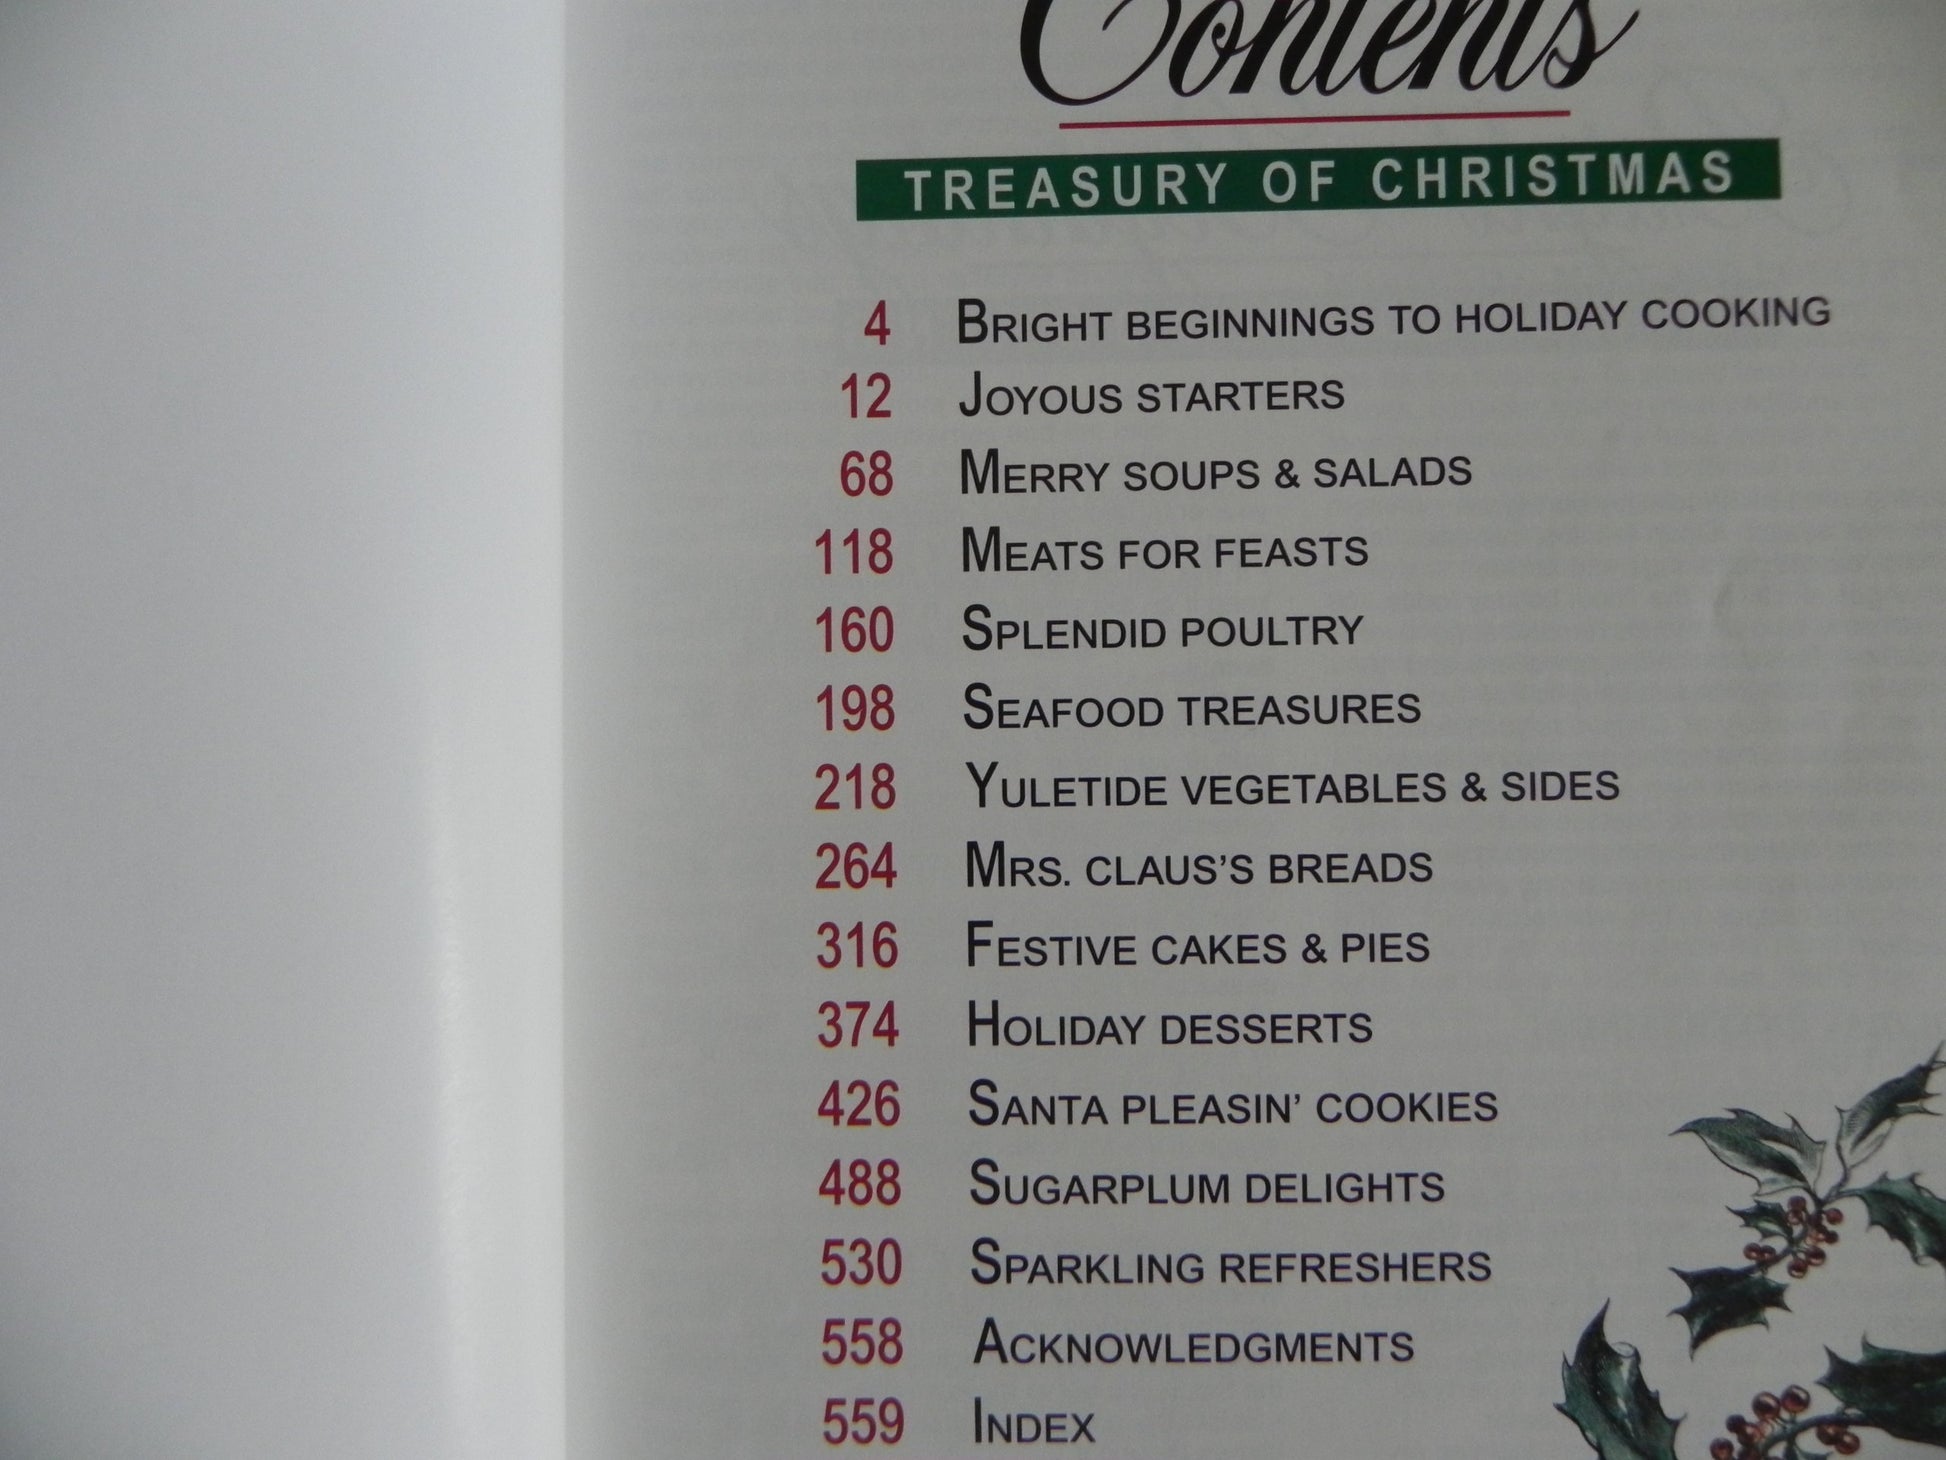 Contents
TREASURY OF CHRISTMAS
4 BRIGHT BEGINNINGS TO HOLIDAY COOKING
12 JOYOUS STARTERS
68 MERRY SOUPS & SALADS
118 MEATS FOR FEASTS
160 SPLENDID POULTRY
198 SEAFOOD TREASURES
218 YULETIDE VEGETABLES & SIDES
264 MRS. CLAUS'S BREADS
316 FESTIVE CAKES & PIES
374 HOLIDAY DESSERTS
426 SANTA PLEASIN' COOKIES
488 SUGARPLUM DELIGHTS
530 SPARKLING REFRESHERS
558 ACKNOWLEDGMENTS
559 INDEX